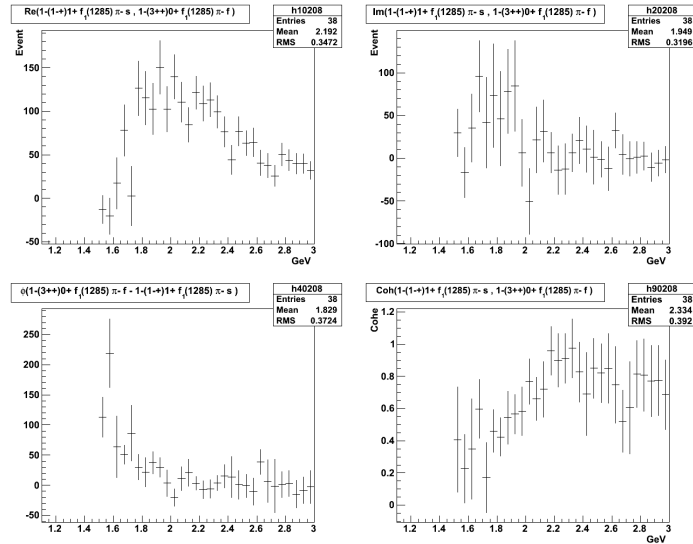 Re(1-(1-+)1+ f1(1285) π- s , 1-(3++)0+ f1(1285) π- f )
h10208
Entries 38
Mean 2.192
RMS 0.3472
Event
150
100
50
0
-50
1.2 1.4 1.6 1.8 2 2.2 2.4 2.6 2.8 3
GeV
Im(1-(1-+)1+ f1(1285) π- s , 1-(3++)0+ f1(1285) π- f )
h20208
Entries 38
Mean 1.949
RMS 0.3196
Event
100
50
0
-50
-100
1.2 1.4 1.6 1.8 2 2.2 2.4 2.6 2.8 3
GeV
φ(1-(3++)0+ f1(1285) π- f - 1-(1-+)1+ f1(1285) π- s )
h40208
Entries 38
Mean 1.829
RMS 0.3724
250
200
150
100
50
0
-50
1.2 1.4 1.6 1.8 2 2.2 2.4 2.6 2.8 3
Coh(1-(1-+)1+ f1(1285) π- s , 1-(3++)0+ f1(1285) π- f )
h90208
Entries 38
Mean 2.334
RMS 0.392
Cohe
1.2
1
0.8
0.6
0.4
0.2
0
1.2 1.4 1.6 1.8 2 2.2 2.4 2.6 2.8 3
GeV